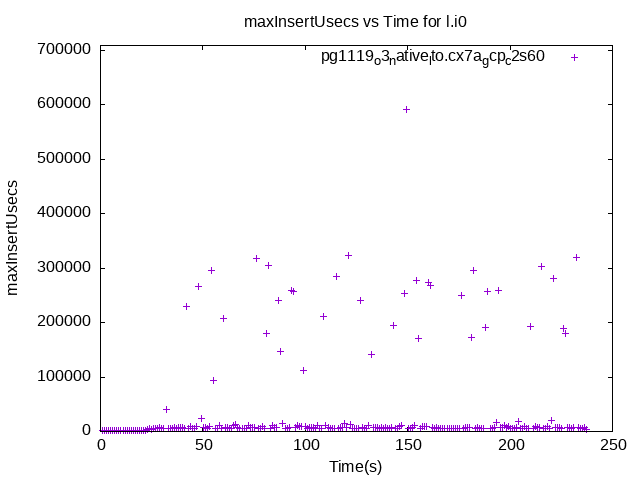 maxInsertUsecs vs Time for l.i0
pg1119o3native_lto.cx7a_gcp_c2s60
700000
600000
500000
400000
300000
200000
100000
0
maxInsertUsecs
0 50 100 150 200 250
Time(s)